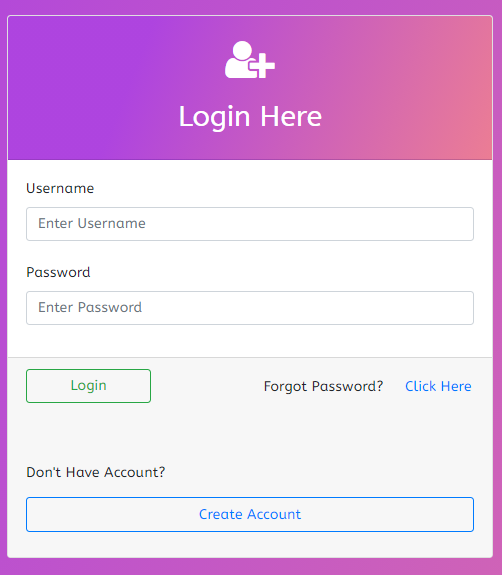 Login Here
Username
Enter Username
Password
Enter Password
Login
Forgot Password? Click Here
Don't Have Account?
Create Account